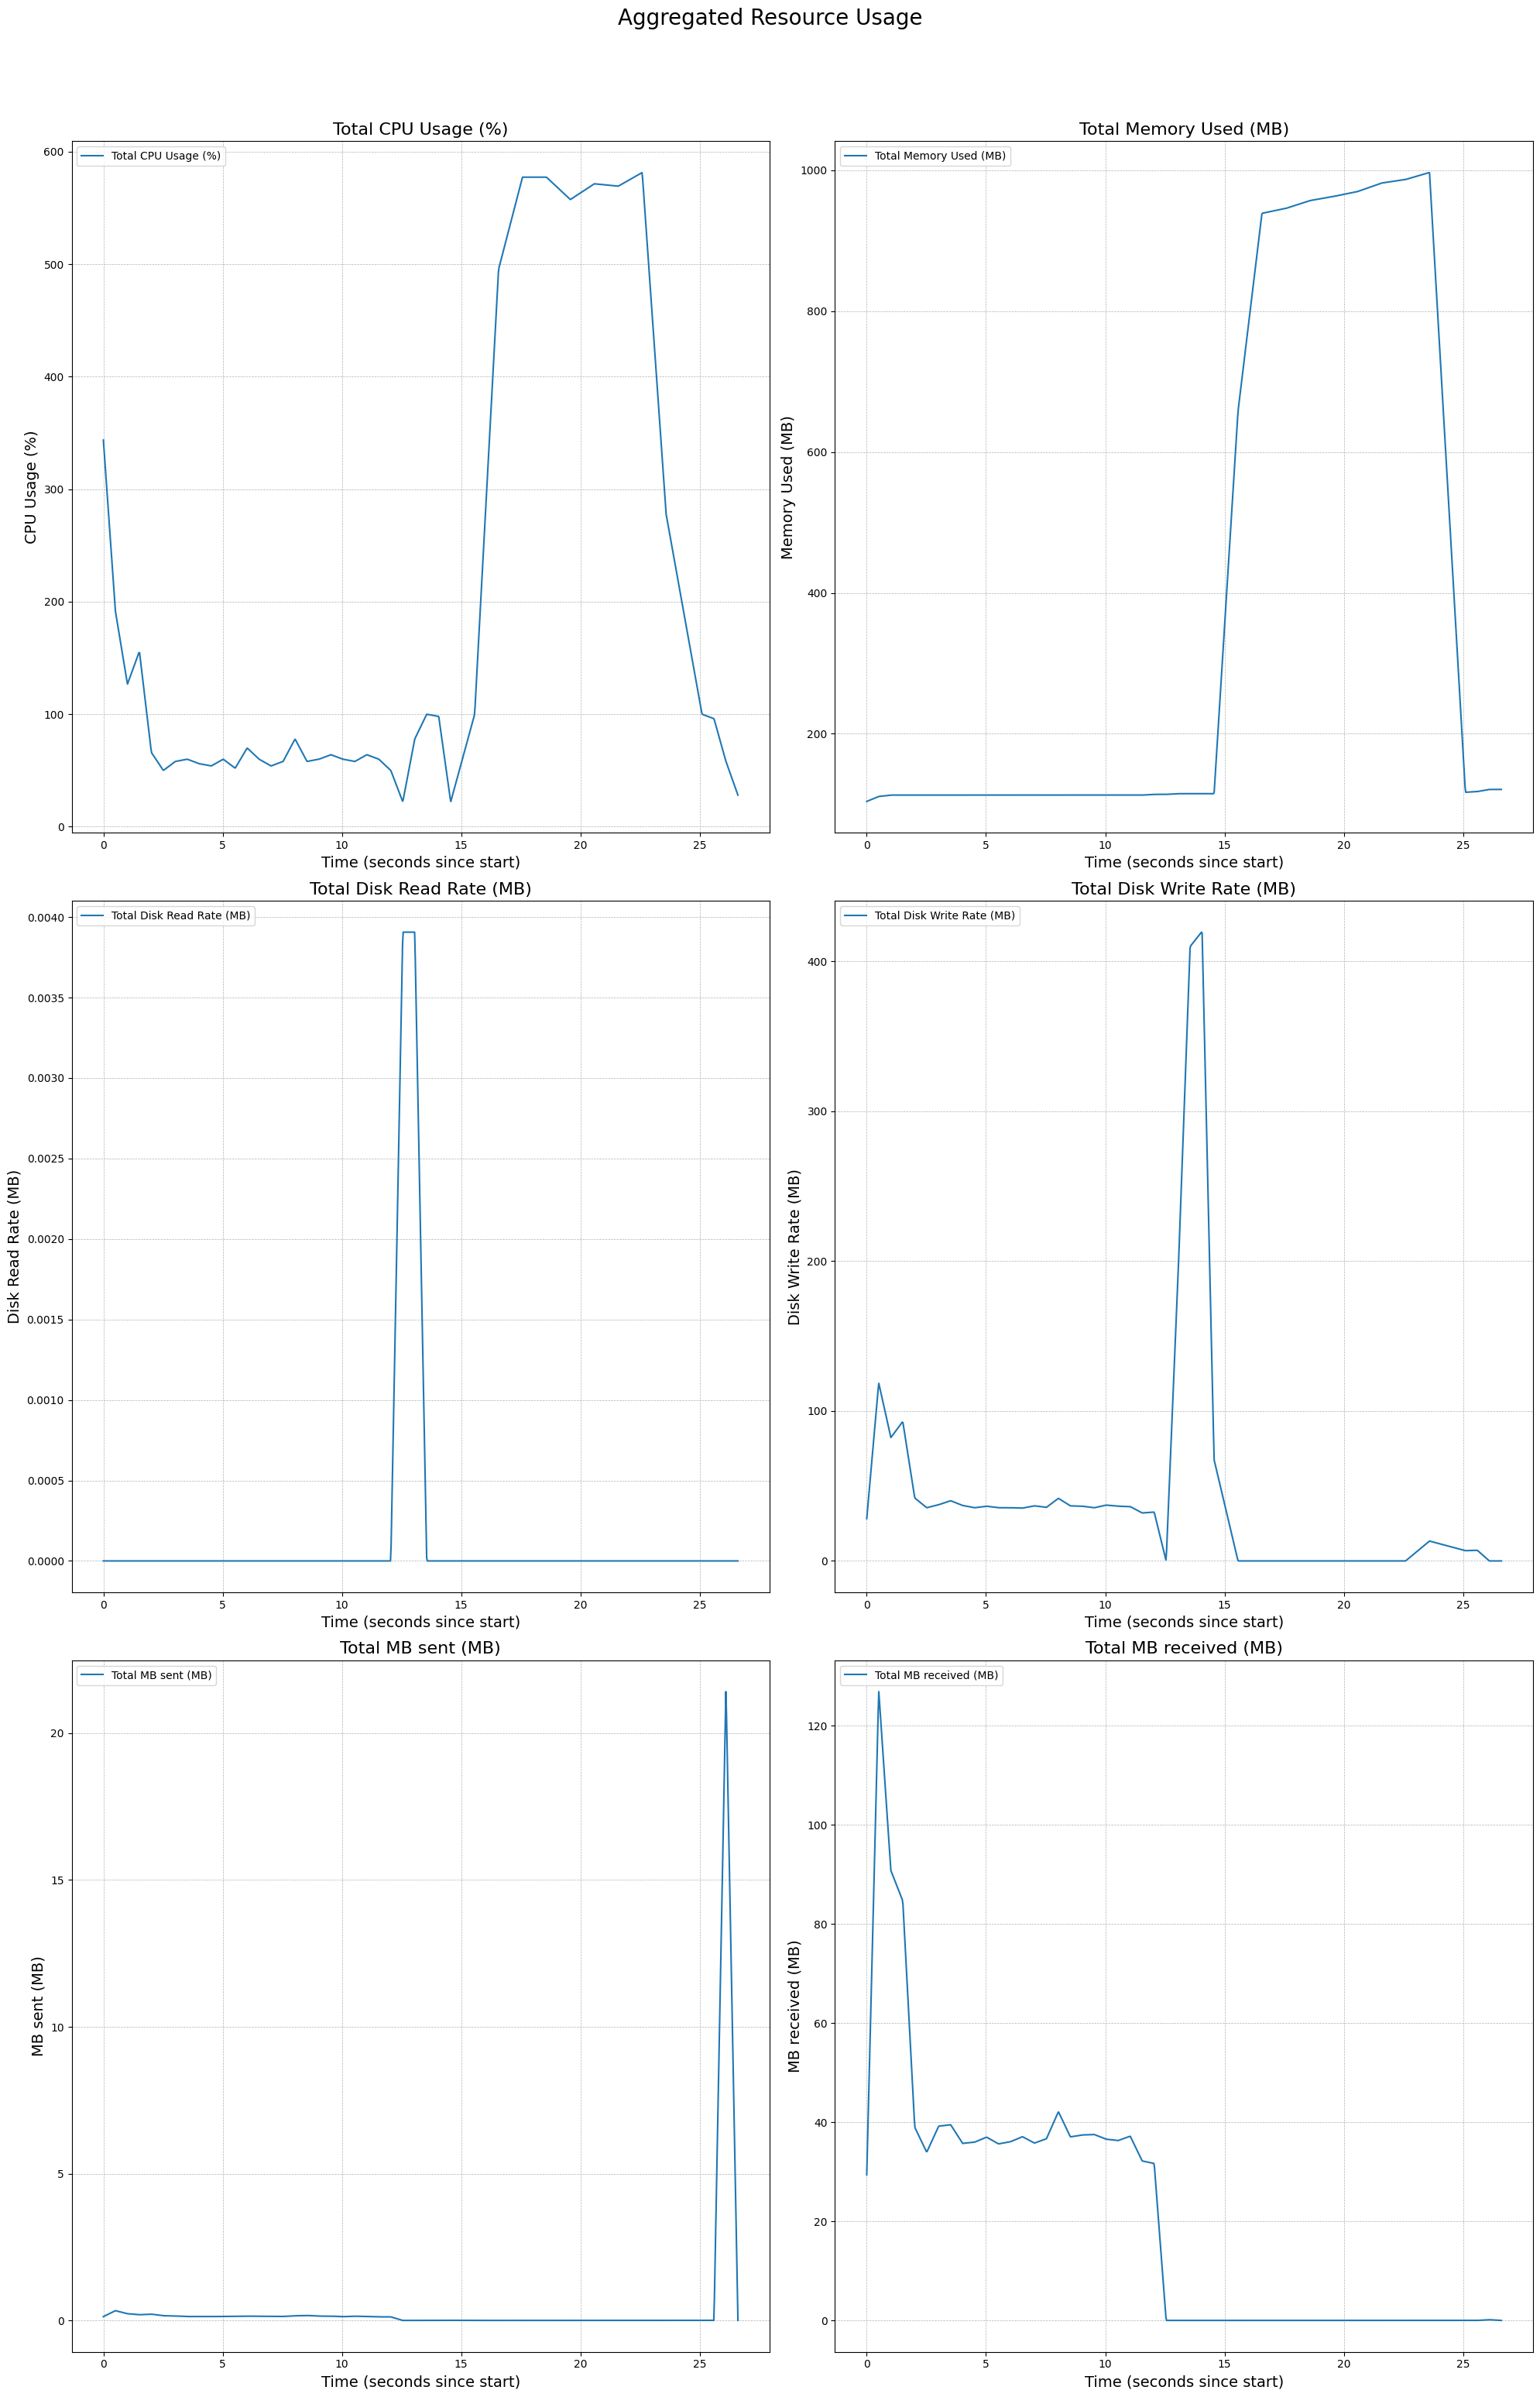 Aggregated Resource Usage
Total CPU Usage (%)
Total CPU Usage (%)
600
500
400
300
200
100
0
CPU Usage (%)
0 5 10 15 20 25
Time (seconds since start)
Total Memory Used (MB)
Total Memory Used (MB)
1000
800
600
400
200
Memory Used (MB)
0 5 10 15 20 25
Time (seconds since start)
Total Disk Read Rate (MB)
Total Disk Read Rate (MB)
0.0040
0.0035
0.0030
0.0025
0.0020
0.0015
0.0010
0.0005
0.0000
Disk Read Rate (MB)
0 5 10 15 20 25
Time (seconds since start)
Total Disk Write Rate (MB)
Total Disk Write Rate (MB)
400
300
200
100
0
Disk Write Rate (MB)
0 5 10 15 20 25
Time (seconds since start)
Total MB sent (MB)
Total MB sent (MB)
20
15
10
5
0
MB sent (MB)
0 5 10 15 20 25
Time (seconds since start)
Total MB received (MB)
Total MB received (MB)
120
100
80
60
40
20
0
MB received (MB)
0 5 10 15 20 25
Time (seconds since start)